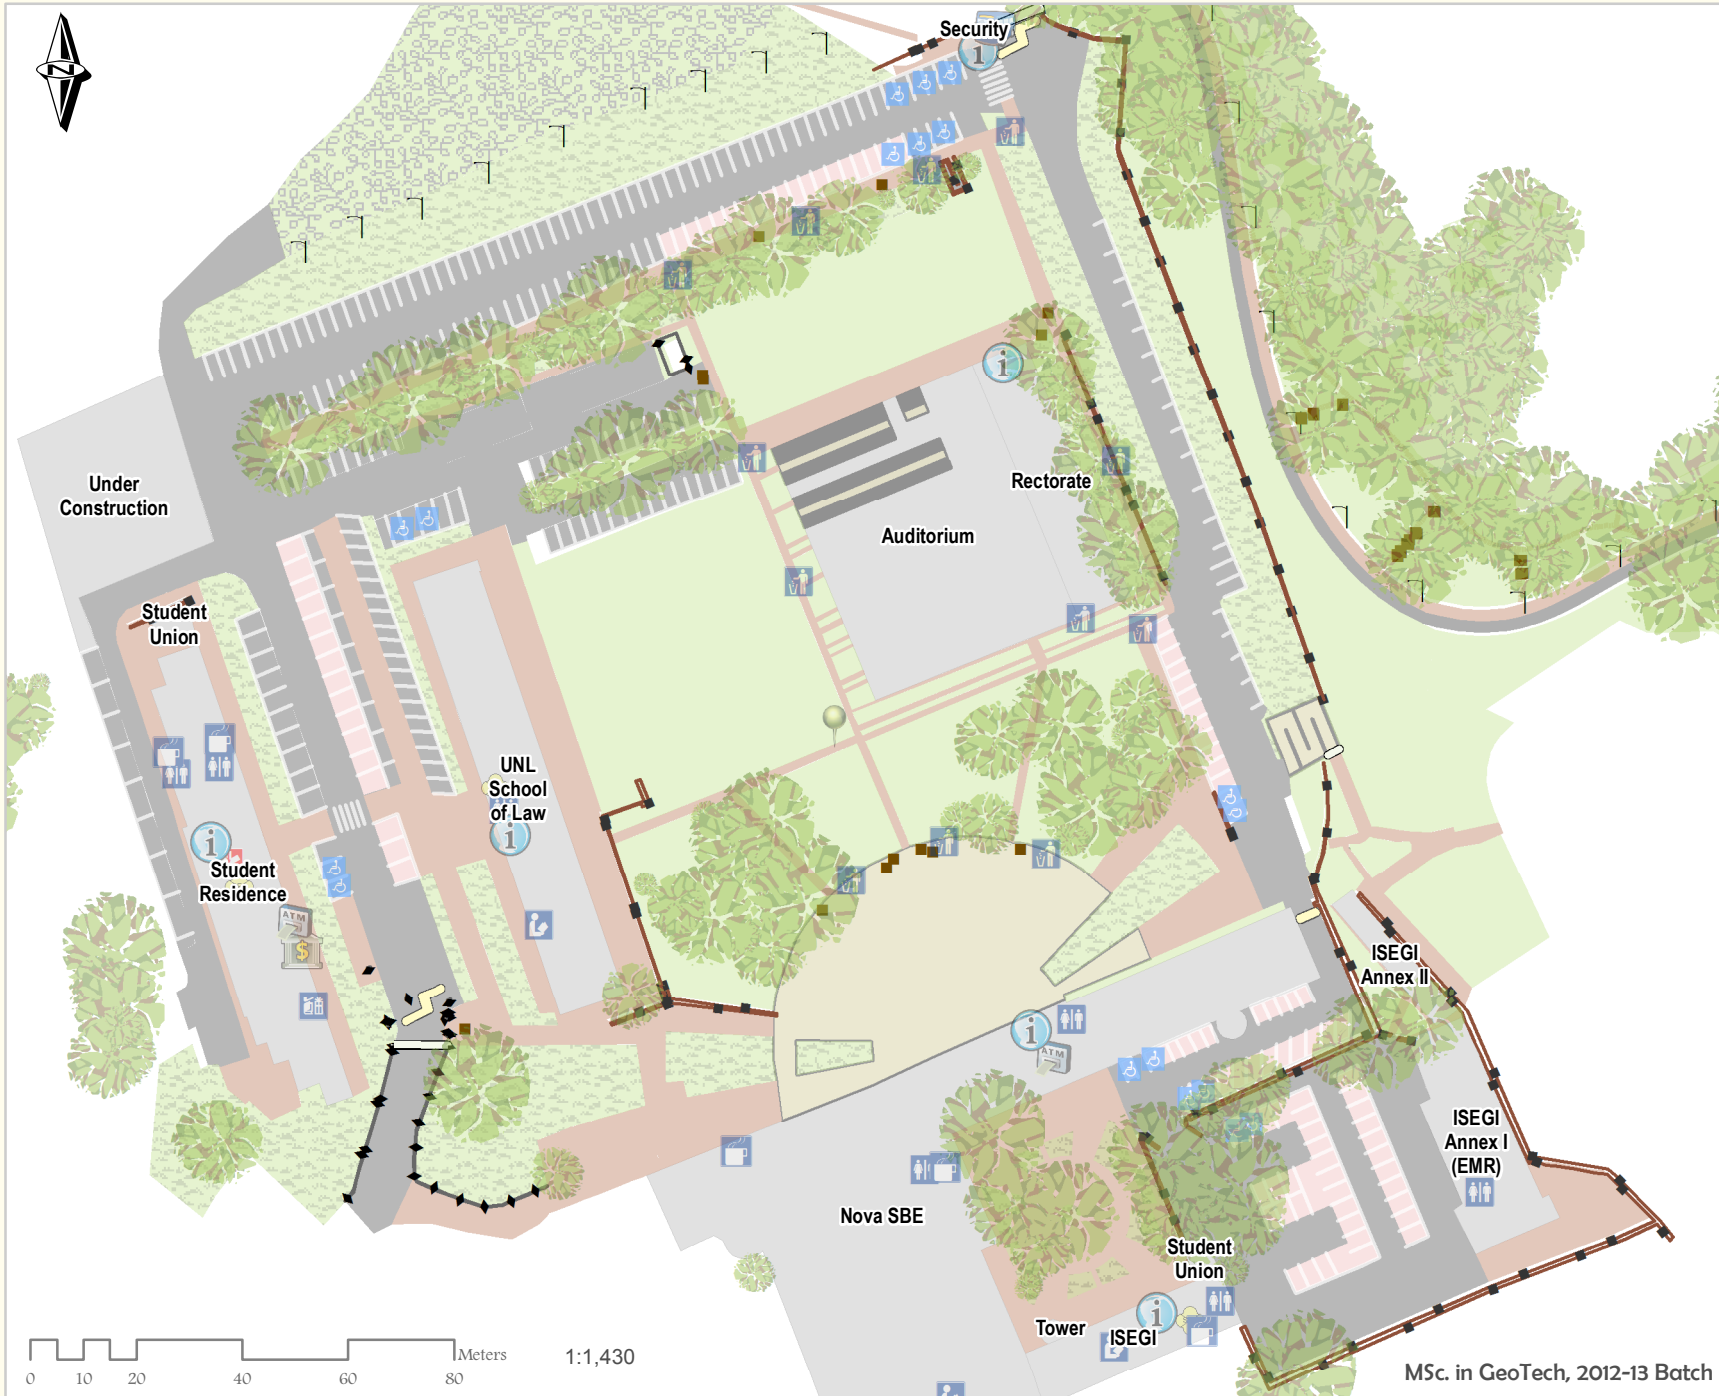 Security
N
i
i
Rectorate
Under
Construction
Auditorium
Student
Union
UNL
School
of Law
i
i
Student
Residence
ATM
$
ISEGI
Annex II
i
ATM
ISEGI
Annex I
(EMR)
Nova SBE
Student
Union
i
Tower
ISEGI
Meters
1:1,430
0 10 20 40 60 80
MSc. in GeoTech, 2012-13 Batch